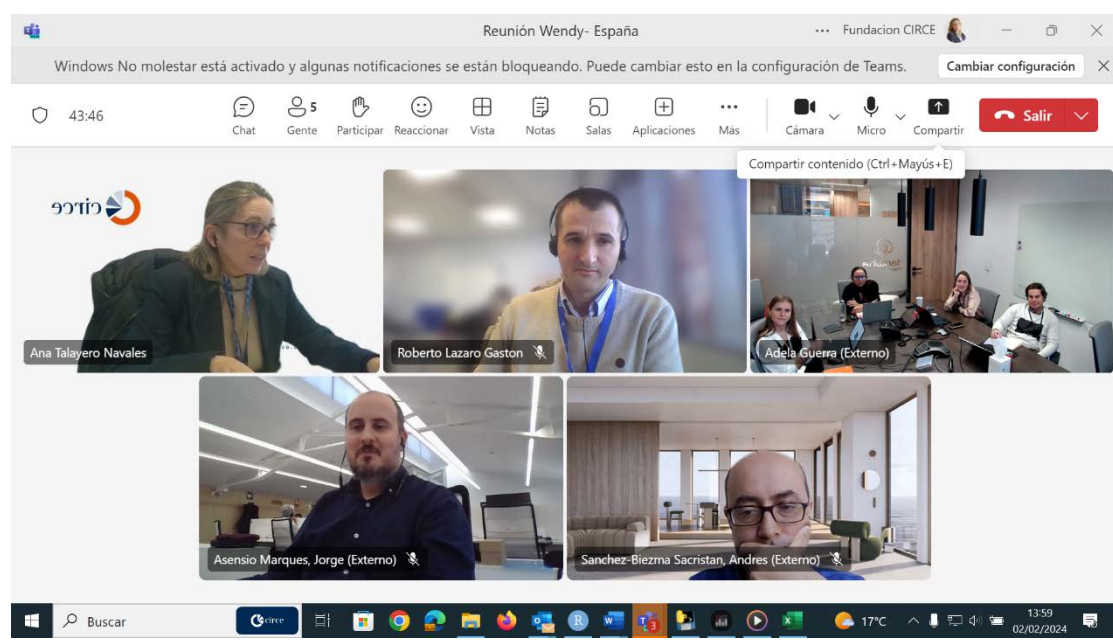 Reunión Wendy- España
Fundacion CIRCE
Windows No molestar está activado y algunas notificaciones se están bloqueando. Puede cambiar esto en la configuración de Teams.
Cambiar configuración
43:46
5
Chat
Gente
Participar
Reaccionar
Vista
Notas
Salas
Aplicaciones
Más
Cámara
Micro
Compartir
Salir
Compartir contenido (Ctrl+Mayús+E)
circe
Ana Talayero Navales
Roberto Lazaro Gaston
Adela Guerra (Externo)
Asensio Marques, Jorge (Externo)
Sanchez-Biezma Sacristan, Andres (Externo)
Buscar
circe
17°C
13:59
02/02/2024